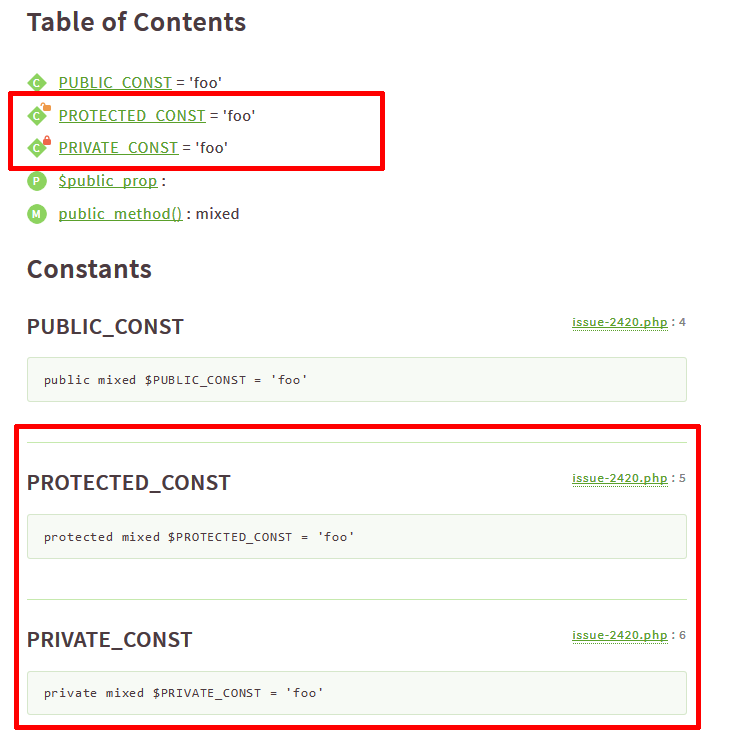 Table of Contents
C PUBLIC_CONST = 'foo'
C PROTECTED_CONST = 'foo'
C PRIVATE_CONST = 'foo'
P $public_prop :
M public_method() : mixed
Constants
PUBLIC_CONST issue-2420.php : 4
public mixed $PUBLIC_CONST = 'foo'
PROTECTED_CONST issue-2420.php : 5
protected mixed $PROTECTED_CONST = 'foo'
PRIVATE_CONST issue-2420.php : 6
private mixed $PRIVATE_CONST = 'foo'